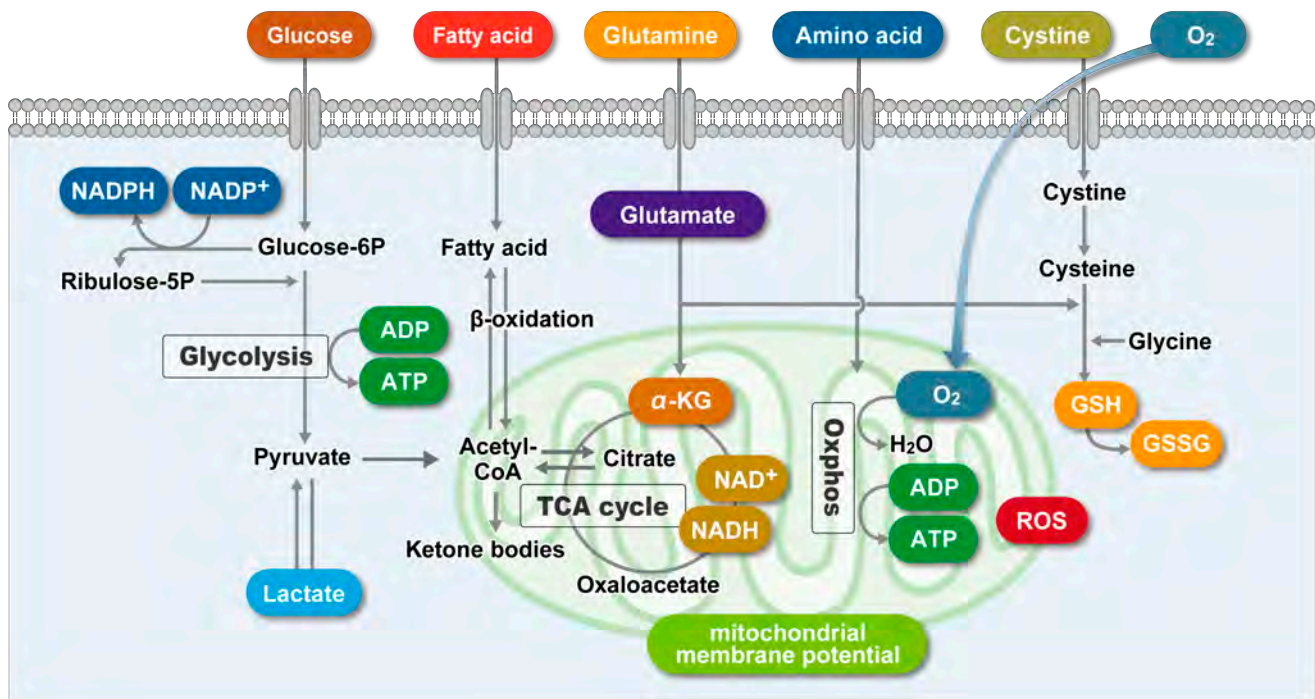 Glucose
Fatty acid
Glutamine
Amino acid
Cystine
O₂
NADPH
NADP⁺
Glutamate
Cystine
Glucose-6P
Fatty acid
Ribulose-5P
Cysteine
β-oxidation
ADP
Glycine
Glycolysis
ATP
α-KG
O₂
GSH
Oxphos
H₂O
GSSG
Pyruvate
Acetyl-
CoA
Citrate
NAD⁺
ADP
TCA cycle
NADH
ROS
ATP
Ketone bodies
Oxaloacetate
Lactate
mitochondrial
membrane potential